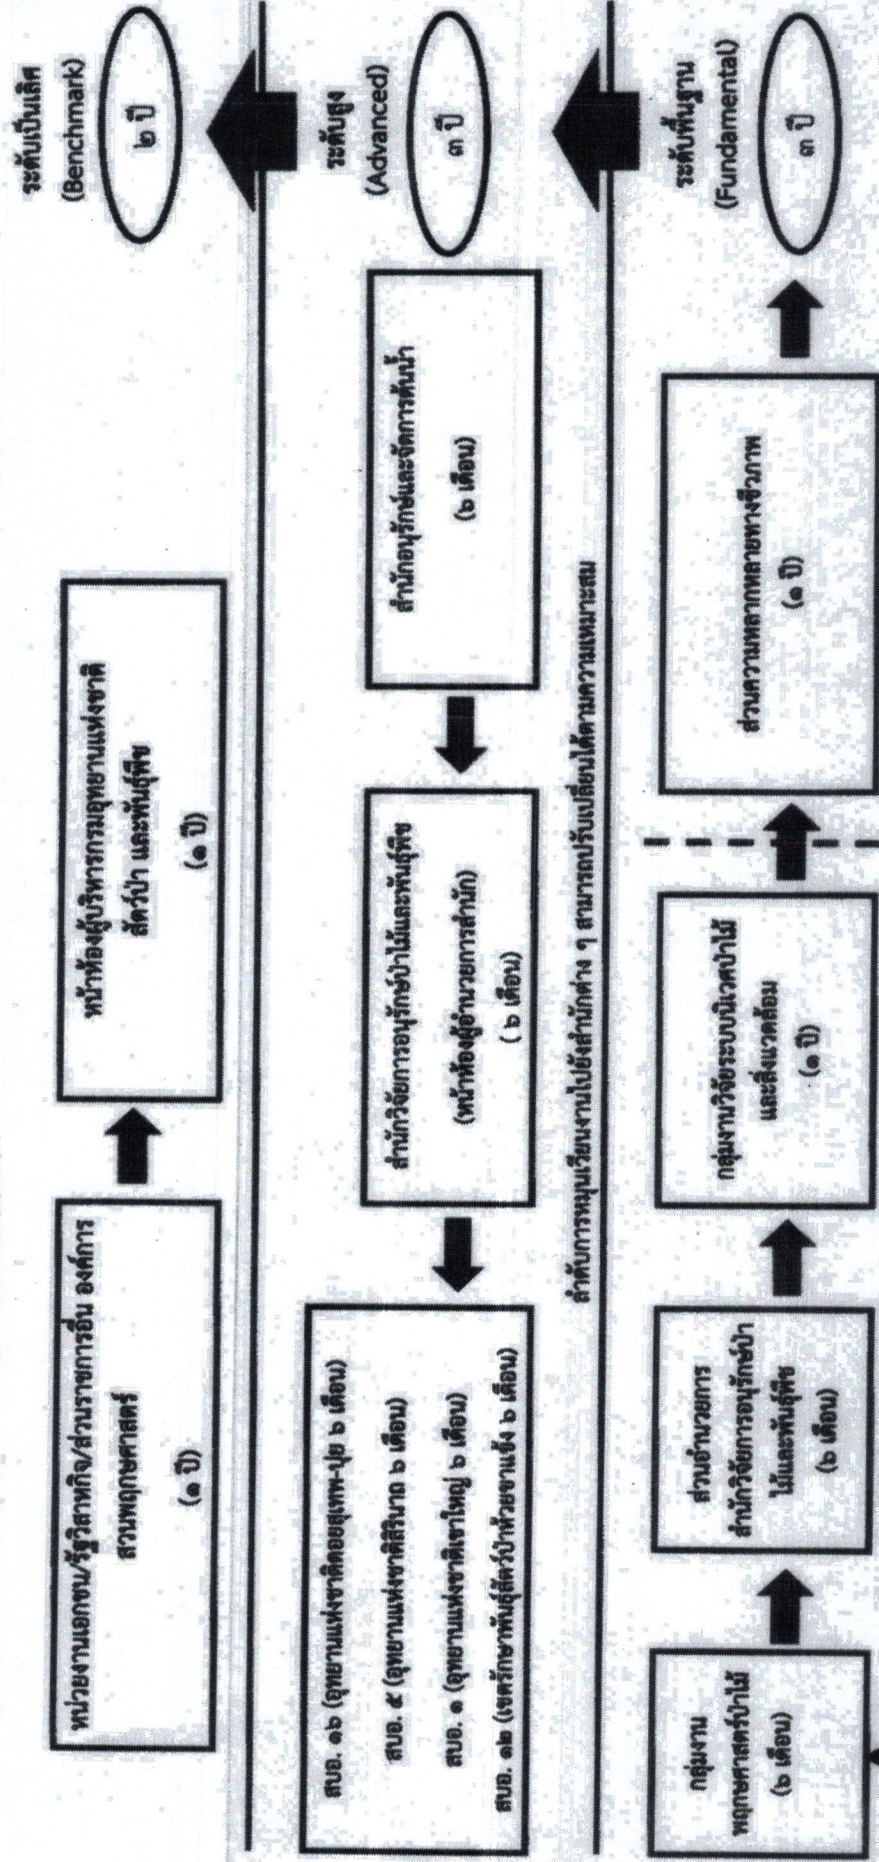 ระดับเป็นเลิศ
(Benchmark)
๒ ปี
หน่วยงานเอกชน/รัฐวิสาหกิจ/ส่วนราชการอื่น องค์การ
สวนพฤกษศาสตร์
(๑ ปี)
หน้าห้องผู้บริหารกรมอุทยานแห่งชาติ
สัตว์ป่า และพันธุ์พืช
(๑ ปี)
ระดับสูง
(Advanced)
๓ ปี
สำนักอนุรักษ์และจัดการต้นน้ำ
(๖ เดือน)
สำนักวิจัยการอนุรักษ์ป่าไม้และพันธุ์พืช
(หน้าห้องผู้อำนวยการสำนัก)
( ๖ เดือน)
สบอ. ๑๖ (อุทยานแห่งชาติดอยสุเทพ-ปุย ๖ เดือน)
สบอ. ๕ (อุทยานแห่งชาติสิรินาถ ๖ เดือน)
สบอ. ๑ (อุทยานแห่งชาติเขาใหญ่ ๖ เดือน)
สบอ. ๑๒ (เขตรักษาพันธุ์สัตว์ป่าห้วยขาแข้ง ๖ เดือน)
ลำดับการหมุนเวียนงานไปยังสำนักต่าง ๆ สามารถปรับเปลี่ยนได้ตามความเหมาะสม
ระดับพื้นฐาน
(Fundamental)
๓ ปี
กลุ่มงาน
พฤกษศาสตร์ป่าไม้
(๖ เดือน)
ส่วนอำนวยการ
สำนักวิจัยการอนุรักษ์ป่า
ไม้และพันธุ์พืช
(๖ เดือน)
กลุ่มงานวิจัยระบบนิเวศป่าไม้
และสิ่งแวดล้อม
(๑ ปี)
ส่วนความหลากหลายทางชีวภาพ
(๑ ปี)